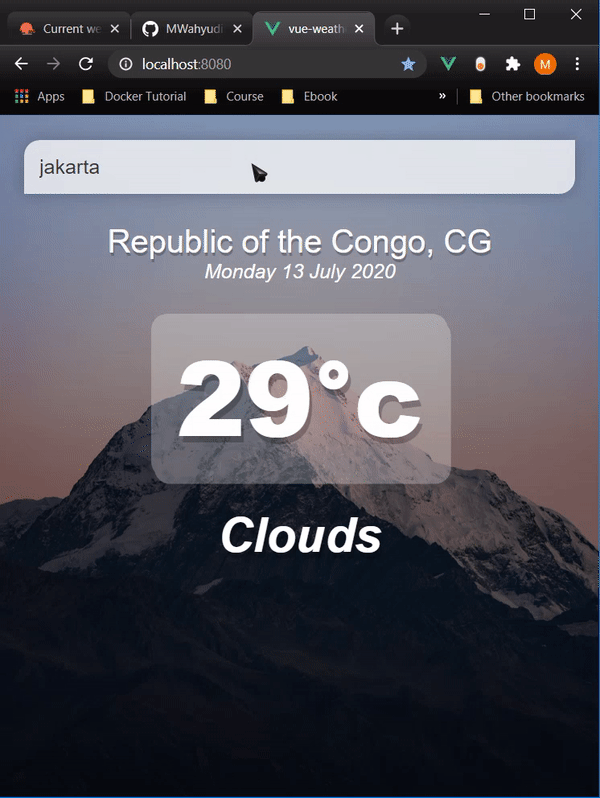 Current we
MWahyudi
vue-weath
localhost:8080
M
Apps
Docker Tutorial
Course
Ebook
»
Other bookmarks
jakarta
Republic of the Congo, CG
Monday 13 July 2020
29°c
Clouds